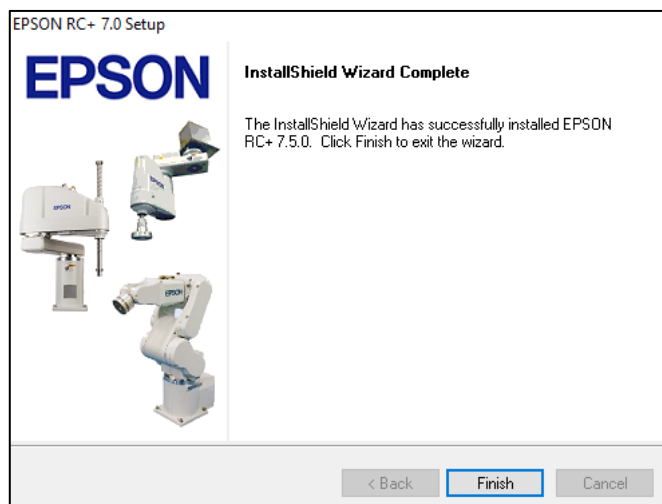 EPSON RC+ 7.0 Setup
EPSON
InstallShield Wizard Complete
The InstallShield Wizard has successfully installed EPSON
RC+ 7.5.0. Click Finish to exit the wizard.
EPSON
EPSON
EPSON
< Back
Finish
Cancel